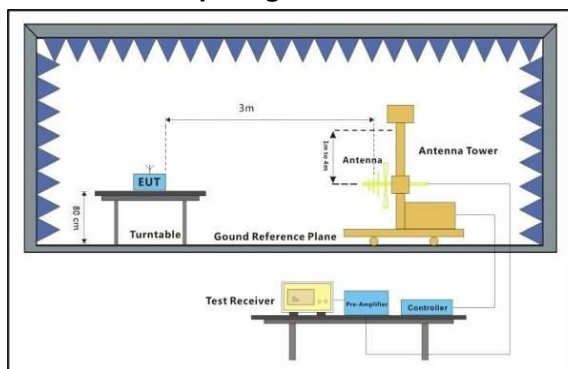 3m
1m to 4m
Antenna
Antenna Tower
EUT
80 cm
Turntable
Gound Reference Plane
Test Receiver
Pre-Amplifier
Controller